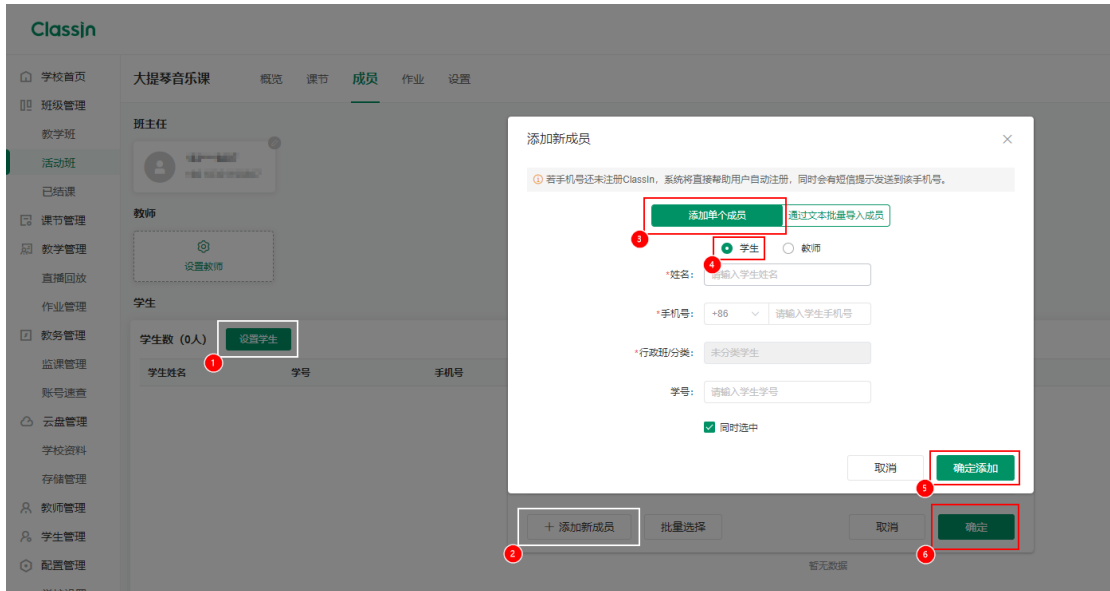 ClassIn
学校首页
班级管理
教学班
活动班
已结课
课节管理
教学管理
直播回放
作业管理
教务管理
监课管理
账号速查
云盘管理
学校资料
存储管理
教师管理
学生管理
配置管理
大提琴音乐课 概览 课节 成员 作业 设置
班主任
教师
设置教师
学生
学生数（0人） 设置学生
1
学生姓名 学号 手机号
添加新成员
若手机号还未注册ClassIn，系统将直接帮助用户自动注册，同时会有短信提示发送到该手机号。
添加单个成员 通过文本批量导入成员
3
学生 教师
4
*姓名： 请输入学生姓名
*手机号： +86 请输入学生手机号
*行政班/分类： 未分类学生
学号： 请输入学生学号
同时选中
取消 确定添加
5
+ 添加新成员 批量选择 取消 确定
2
6
暂无数据